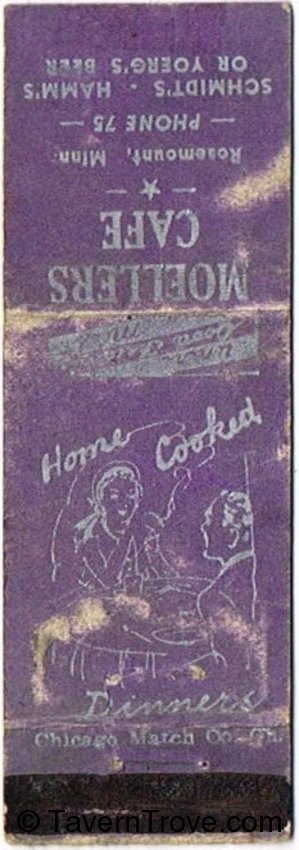 MOELLERS
CAFE
Rosemount, Minn
— PHONE 75 —
SCHMIDT'S • HAMM'S
OR YOERG'S BEER
Home Cooked
Dinners
Chicago Match Co.
© TavernTrove.com